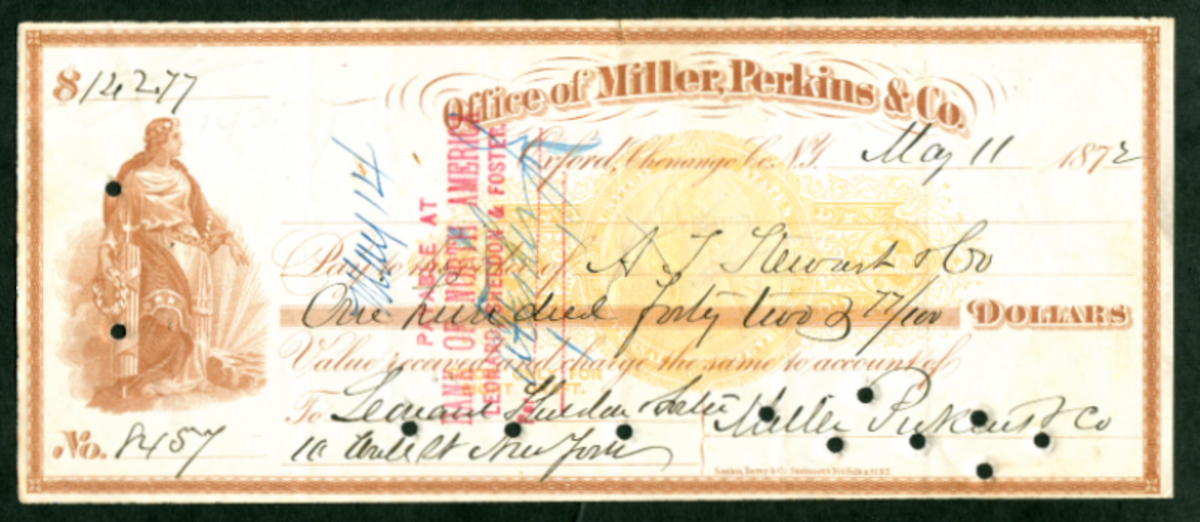 $ 142 77
Office of Miller, Perkins & Co.
Oxford, Chenango Co. N.Y. May 11 1872
May 14
PAYABLE AT
BANK OF NORTH AMERICA
LEONARD SHELDON & FOSTER
Pay to the order of A T Stewart & Co
One hundred forty two & 77/100 DOLLARS
Value received and charge the same to account of
To Leonard Sheldon & Foster
Miller Perkins & Co
No. 8457
10 Wall St New York